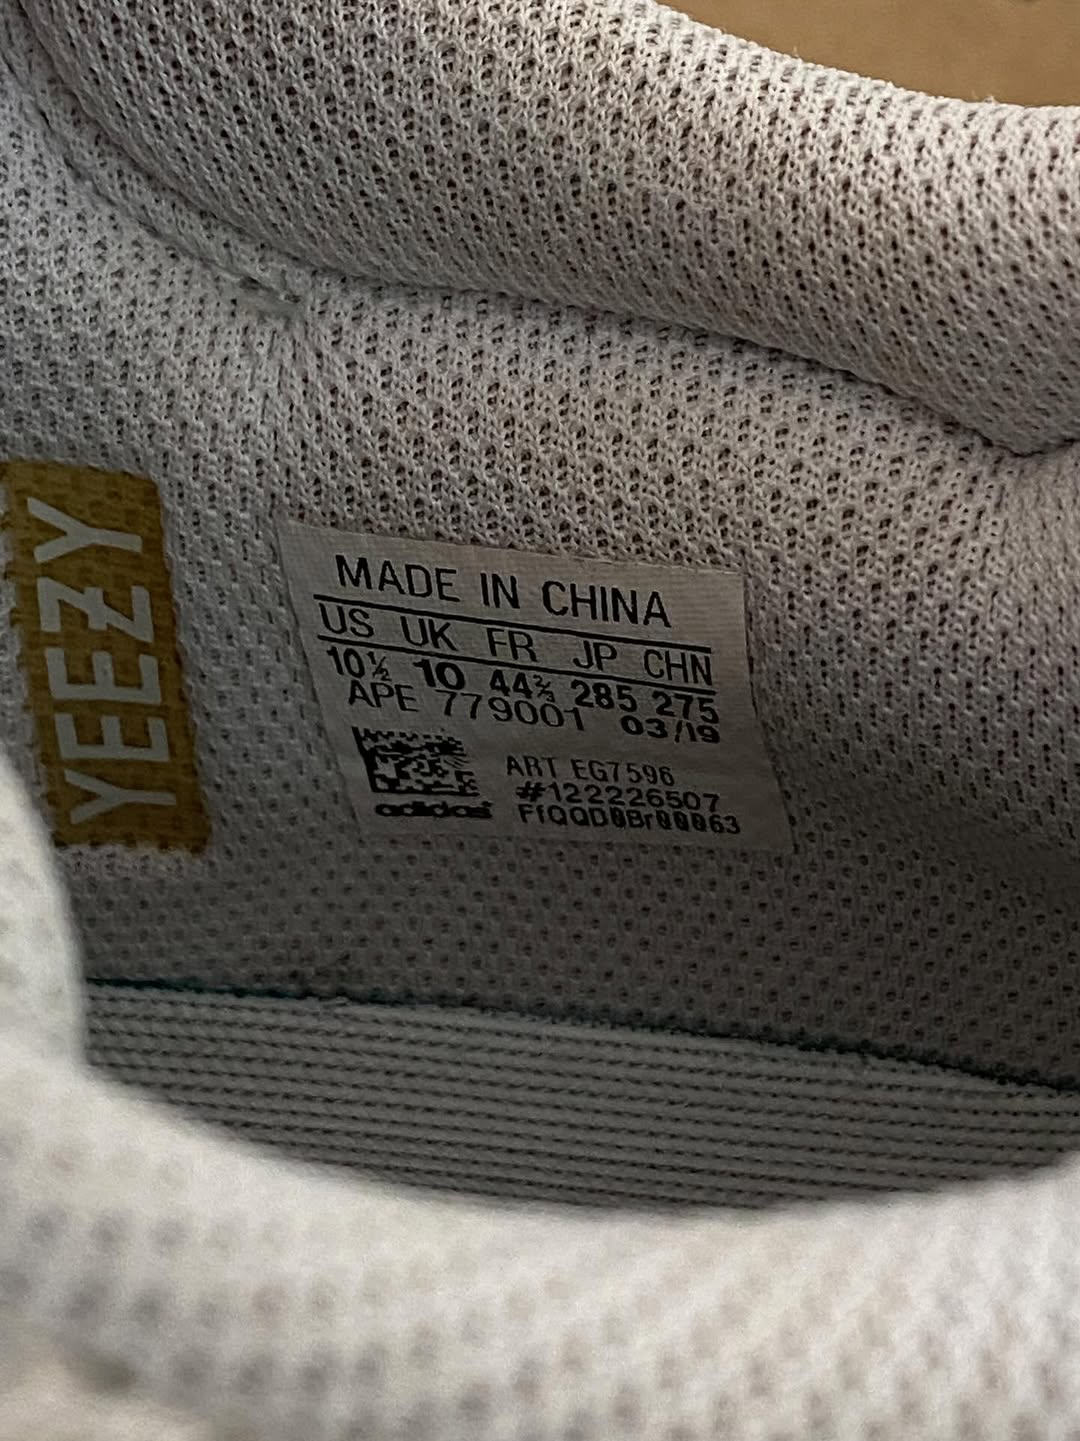 YEEZY
MADE IN CHINA
US UK FR JP CHN
10½ 10 44⅔ 285 275
APE 779001 03/19
ART EG7596
#122226507
adidas